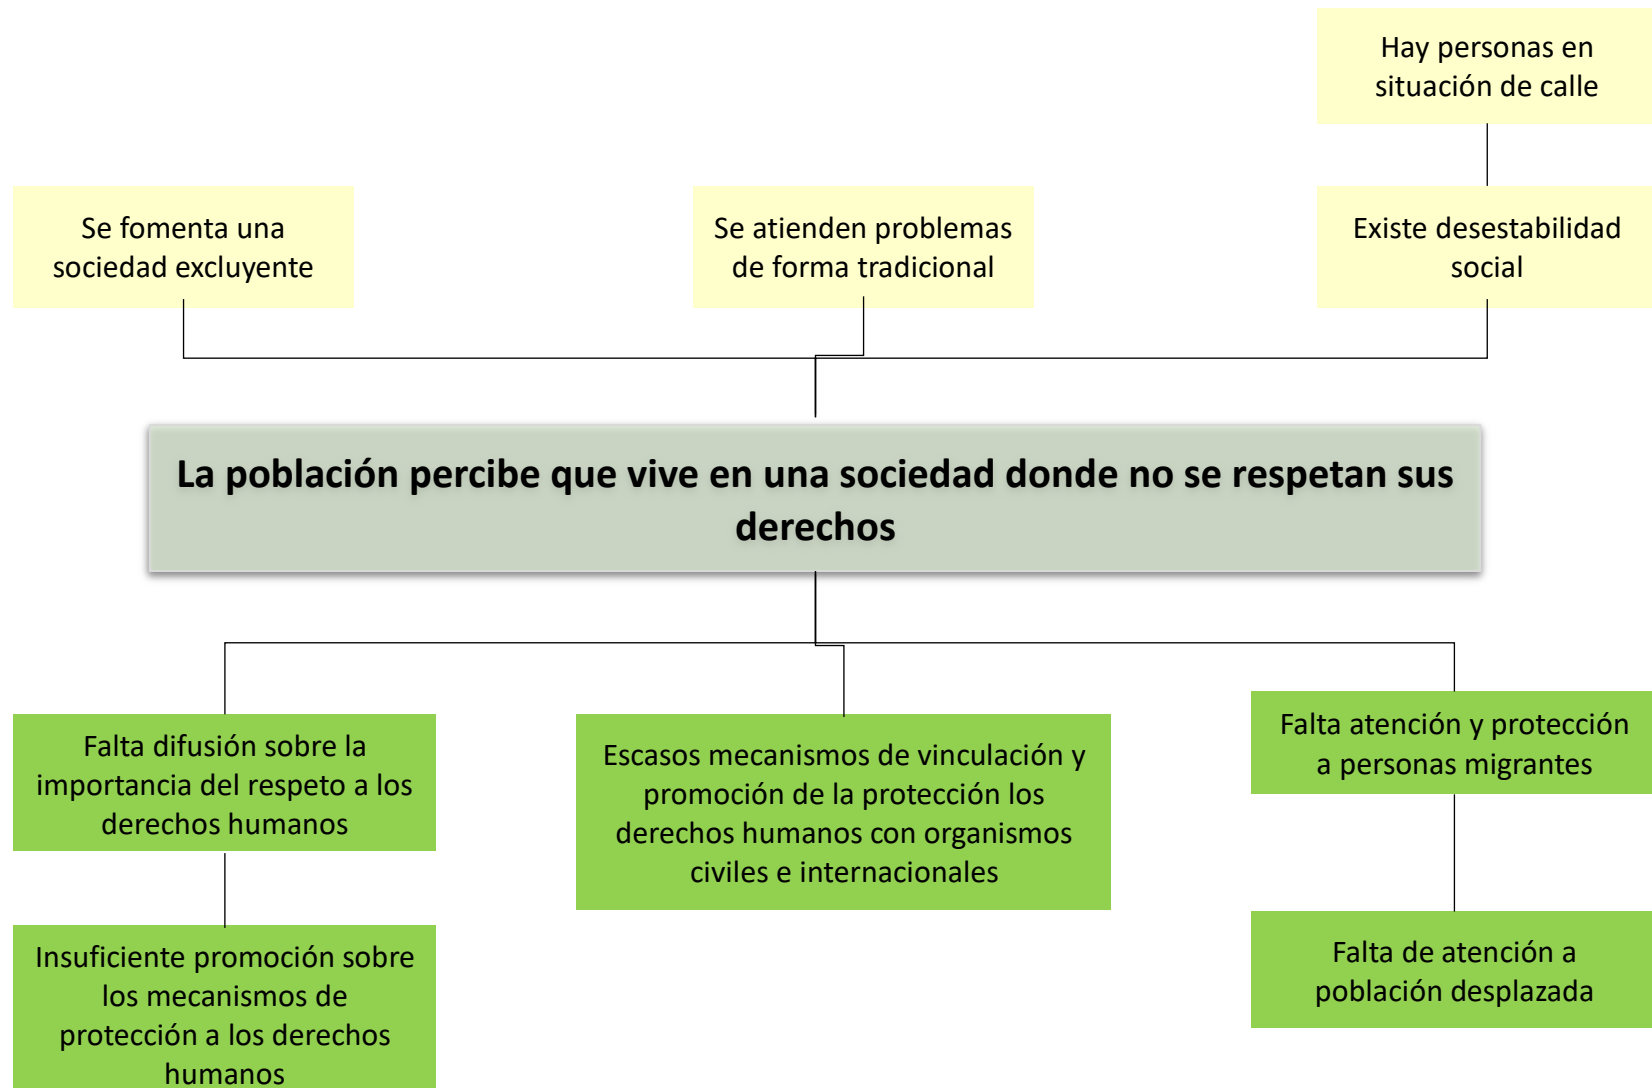 Hay personas en
situación de calle
Se fomenta una
sociedad excluyente
Se atienden problemas
de forma tradicional
Existe desestabilidad
social
La población percibe que vive en una sociedad donde no se respetan sus
derechos
Falta difusión sobre la
importancia del respeto a los
derechos humanos
Escasos mecanismos de vinculación y
promoción de la protección los
derechos humanos con organismos
civiles e internacionales
Falta atención y protección
a personas migrantes
Insuficiente promoción sobre
los mecanismos de
protección a los derechos
humanos
Falta de atención a
población desplazada